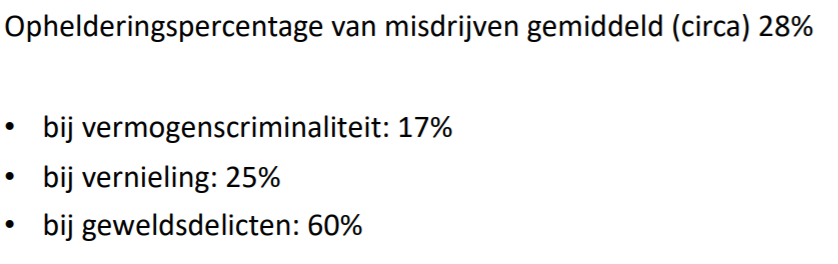 Ophelderingspercentage van misdrijven gemiddeld (circa) 28%
• bij vermogenscriminaliteit: 17%
• bij vernieling: 25%
• bij geweldsdelicten: 60%